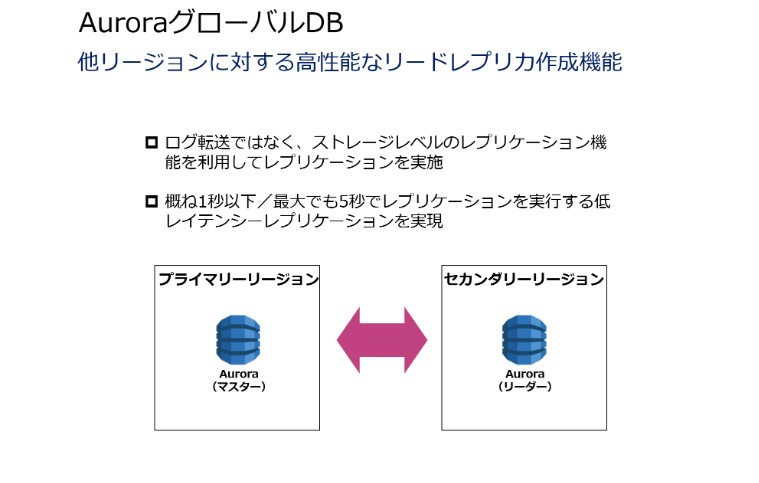 AuroraグローバルDB
他リージョンに対する高性能なリードレプリカ作成機能
ログ転送ではなく、ストレージレベルのレプリケーション機
能を利用してレプリケーションを実施
概ね1秒以下／最大でも5秒でレプリケーションを実行する低
レイテンシーレプリケーションを実現
プライマリーリージョン
Aurora
（マスター）
セカンダリーリージョン
Aurora
（リーダー）